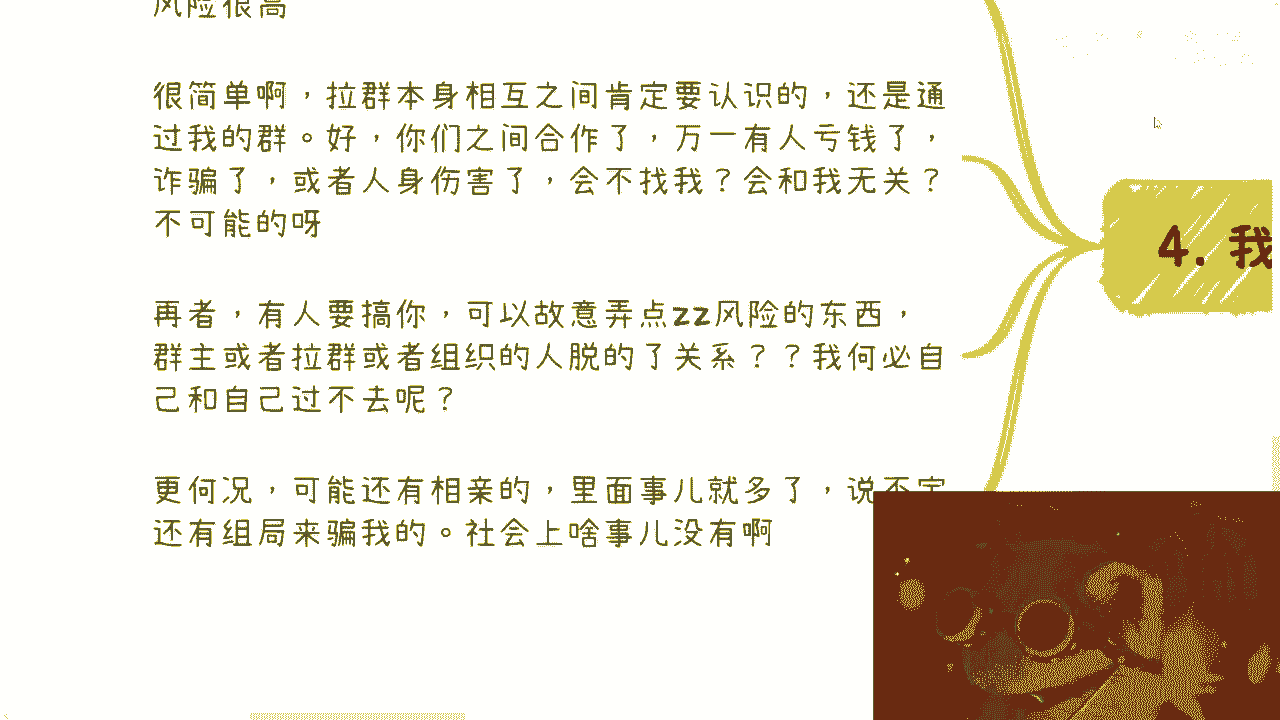 风险很高
很简单啊，拉群本身相互之间肯定要认识的，还是通
过我的群。好，你们之间合作了，万一有人亏钱了，
诈骗了，或者人身伤害了，会不找我？会和我无关？
不可能的呀
再者，有人要搞你，可以故意弄点zz风险的东西，
群主或者拉群或者组织的人脱的了关系？？我何必自
己和自己过不去呢？
更何况，可能还有相亲的，里面事儿就多了，说不定
还有组局来骗我的。社会上啥事儿没有啊
4. 我